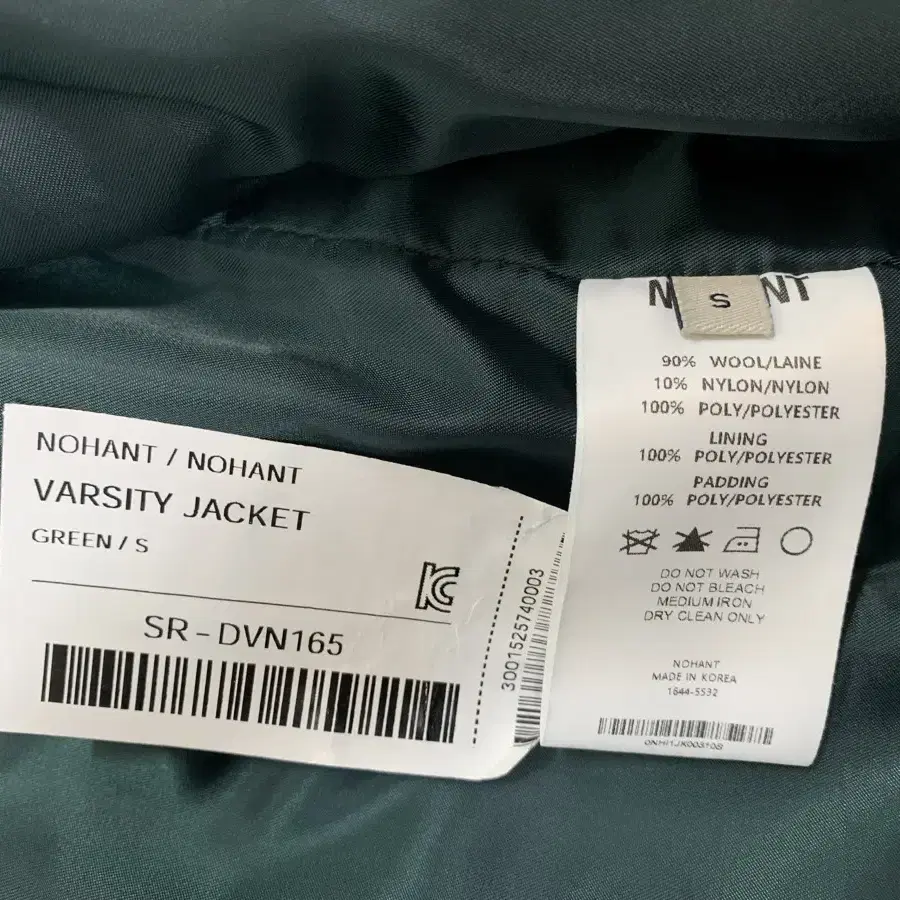 NOHANT / NOHANT
VARSITY JACKET
GREEN / S
SR-DVN165
3001525740003
S
90% WOOL/LAINE
10% NYLON/NYLON
100% POLY/POLYESTER
LINING
100% POLY/POLYESTER
PADDING
100% POLY/POLYESTER
DO NOT WASH
DO NOT BLEACH
MEDIUM IRON
DRY CLEAN ONLY
NOHANT
MADE IN KOREA
1644-5532